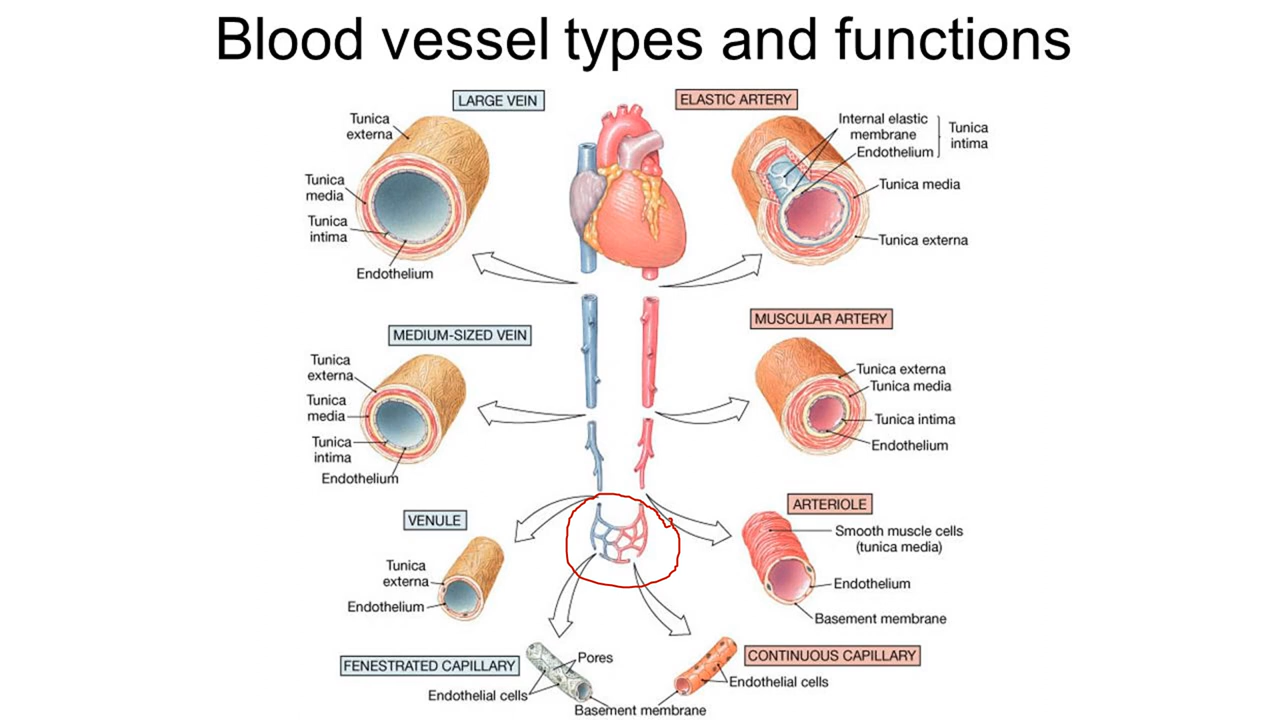 Blood vessel types and functions
LARGE VEIN
Tunica
externa
Tunica
media
Tunica
intima
Endothelium
ELASTIC ARTERY
Internal elastic
membrane
Endothelium
Tunica
intima
Tunica media
Tunica externa
MEDIUM-SIZED VEIN
Tunica
externa
Tunica
media
Tunica
intima
Endothelium
MUSCULAR ARTERY
Tunica externa
Tunica media
Tunica intima
Endothelium
VENULE
Tunica
externa
Endothelium
ARTERIOLE
Smooth muscle cells
(tunica media)
Endothelium
Basement membrane
FENESTRATED CAPILLARY
Pores
Endothelial cells
Basement membrane
CONTINUOUS CAPILLARY
Endothelial cells